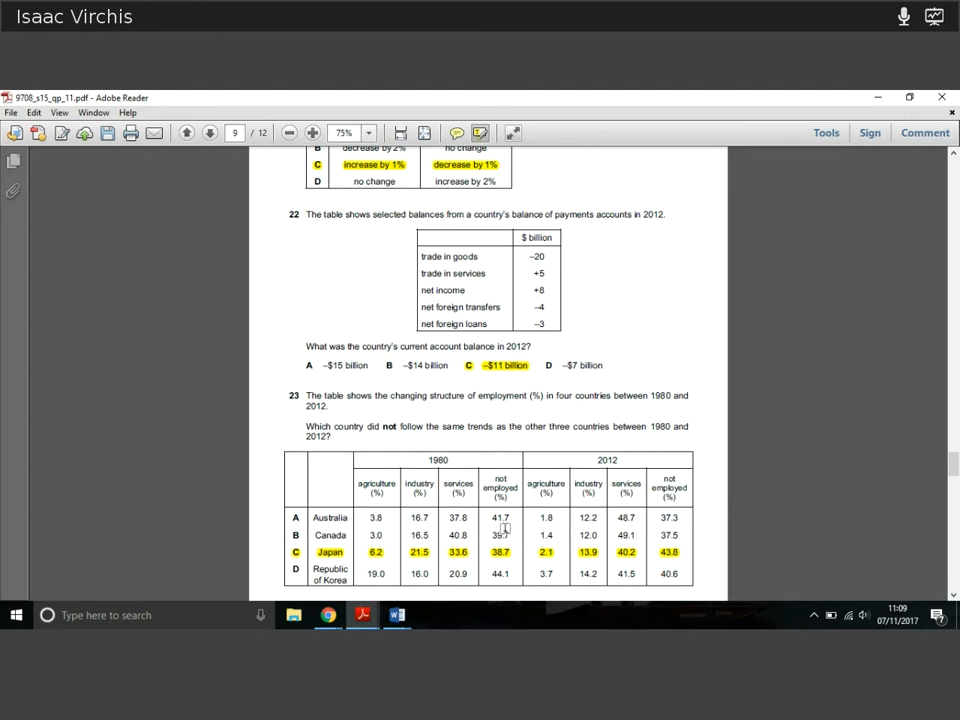 Isaac Virchis
9708_s15_qp_11.pdf - Adobe Reader
File Edit View Window Help
9 / 12 75% Tools Sign Comment
B decrease by 2% no change
C increase by 1% decrease by 1%
D no change increase by 2%
22 The table shows selected balances from a country's balance of payments accounts in 2012.
$ billion
trade in goods –20
trade in services +5
net income +8
net foreign transfers –4
net foreign loans –3
What was the country's current account balance in 2012?
A –$15 billion B –$14 billion C –$11 billion D –$7 billion
23 The table shows the changing structure of employment (%) in four countries between 1980 and
2012.
Which country did not follow the same trends as the other three countries between 1980 and
2012?
1980 2012
agriculture (%) industry (%) services (%) not employed (%) agriculture (%) industry (%) services (%) not employed (%)
A Australia 3.8 16.7 37.8 41.7 1.8 12.2 48.7 37.3
B Canada 3.0 16.5 40.8 39.7 1.4 12.0 49.1 37.5
C Japan 6.2 21.5 33.6 38.7 2.1 13.9 40.2 43.8
D Republic of Korea 19.0 16.0 20.9 44.1 3.7 14.2 41.5 40.6
Type here to search
11:09
07/11/2017
7